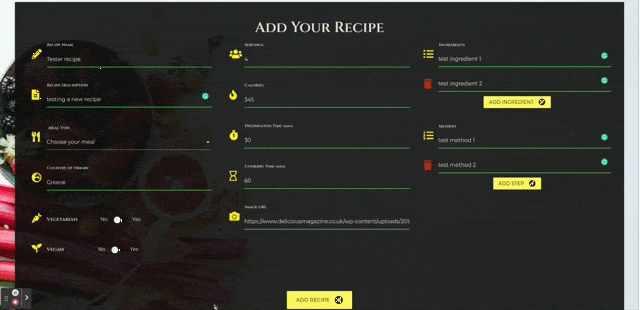 Add Your Recipe
Recipe Name
Tester recipe
Recipe Description
testing a new recipe
Meal Type
Choose your meal
Country of Origin
Greece
Vegetarian
No
Yes
Vegan
No
Yes
Servings
4
Calories
345
Preparation Time mins
30
Cooking Time mins
60
Image URL
https://www.deliciousmagazine.co.uk/wp-content/uploads/201
Ingredients
test ingredient 1
test ingredient 2
ADD INGREDIENT
Method
test method 1
test method 2
ADD STEP
ADD RECIPE